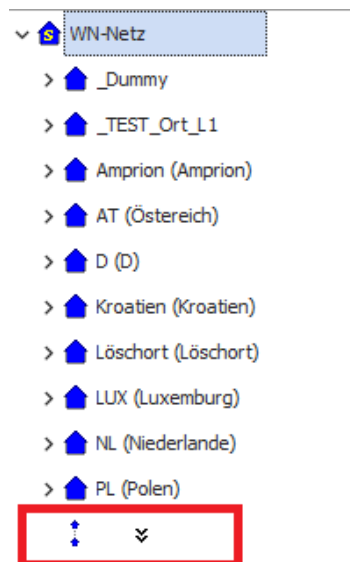 WN-Netz
_Dummy
_TEST_Ort_L1
Amprion (Amprion)
AT (Östereich)
D (D)
Kroatien (Kroatien)
Löschort (Löschort)
LUX (Luxemburg)
NL (Niederlande)
PL (Polen)